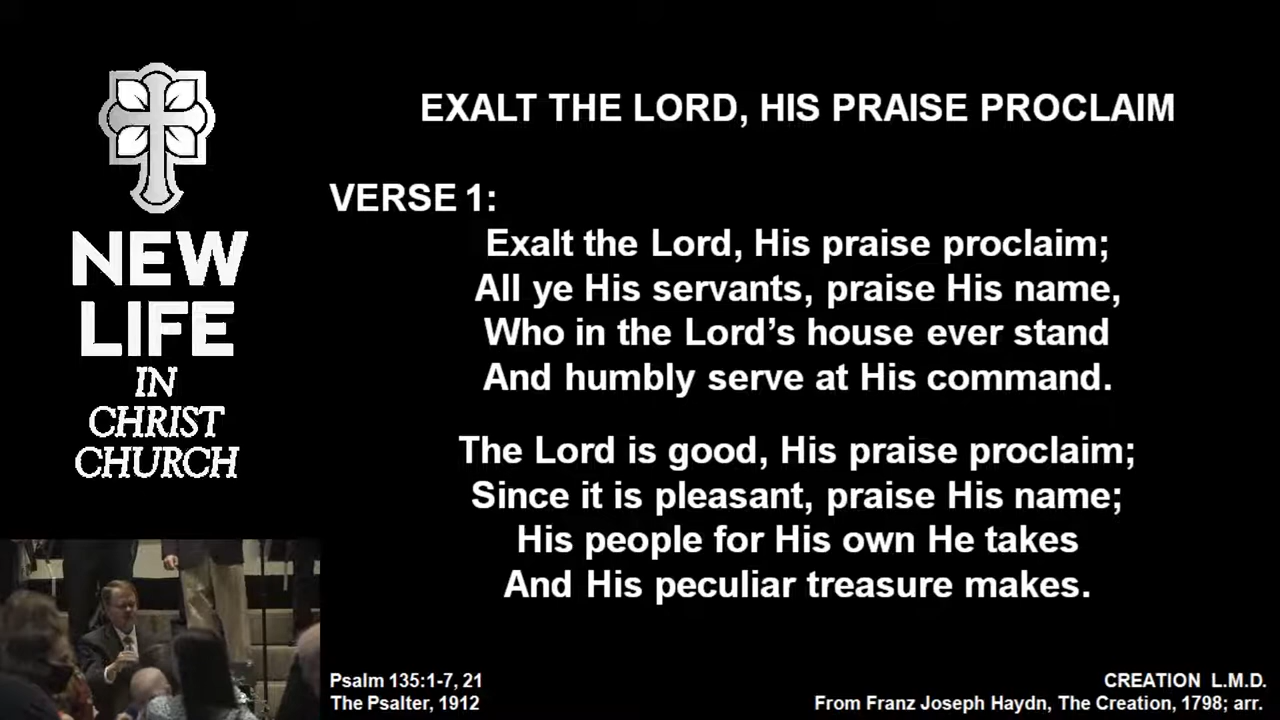 NEW
LIFE
IN
CHRIST
CHURCH
EXALT THE LORD, HIS PRAISE PROCLAIM
VERSE 1:
Exalt the Lord, His praise proclaim;
All ye His servants, praise His name,
Who in the Lord’s house ever stand
And humbly serve at His command.
The Lord is good, His praise proclaim;
Since it is pleasant, praise His name;
His people for His own He takes
And His peculiar treasure makes.
Psalm 135:1-7, 21
The Psalter, 1912
CREATION L.M.D.
From Franz Joseph Haydn, The Creation, 1798; arr.